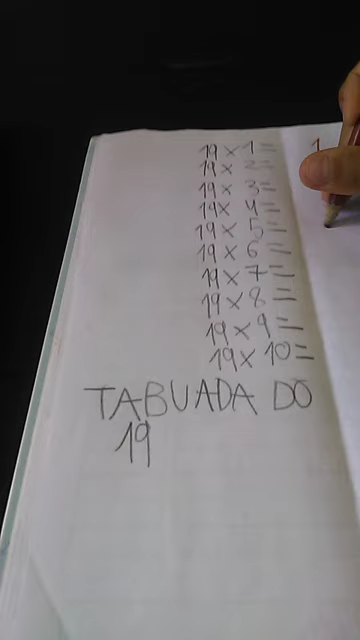 19 x 1 =
19 x 2 =
19 x 3 =
19 x 4 =
19 x 5 =
19 x 6 =
19 x 7 =
19 x 8 =
19 x 9 =
19 x 10 =
TABUADA DO
19